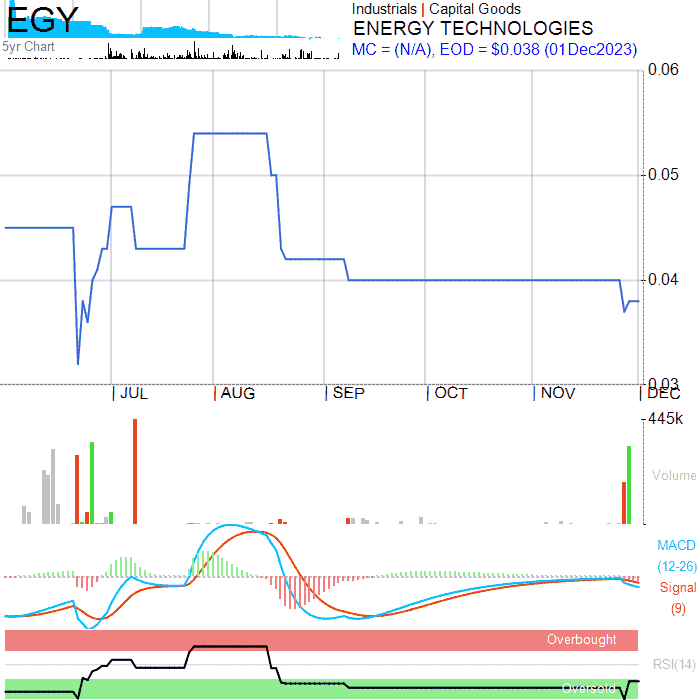 EGY
5yr Chart
Industrials | Capital Goods
ENERGY TECHNOLOGIES
MC = (N/A), EOD = $0.038 (01Dec2023)
0.06
0.05
0.04
0.03
JUL AUG SEP OCT NOV DEC
445k
Volume
MACD
(12-26)
Signal
(9)
Overbought
RSI(14)
Oversold